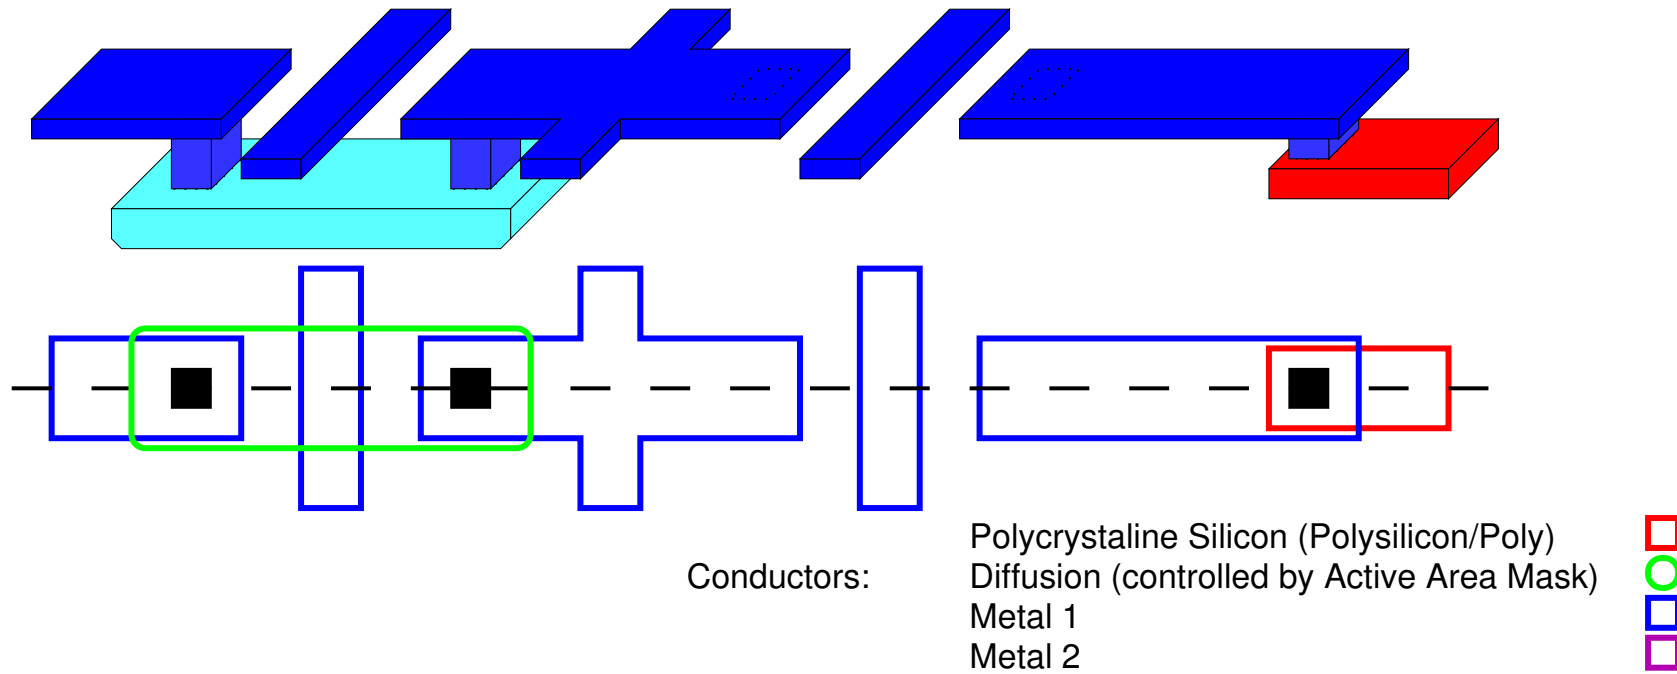 Polycrystaline Silicon (Polysilicon/Poly)
Conductors: Diffusion (controlled by Active Area Mask)
Metal 1
Metal 2